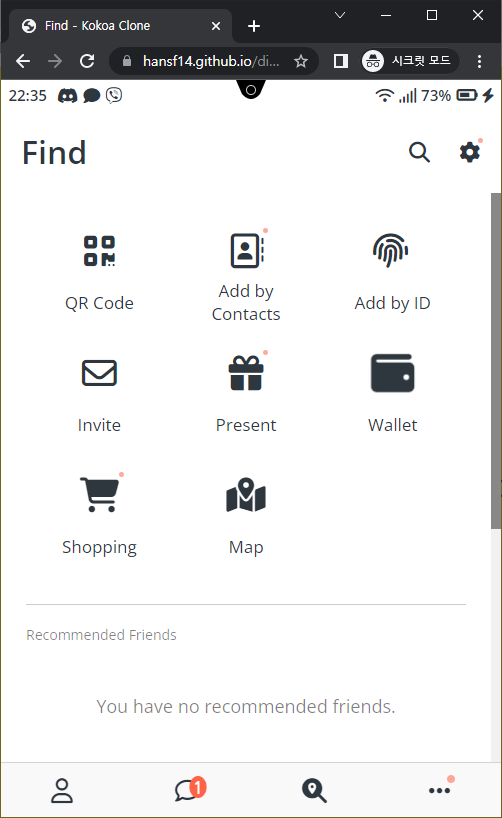 Find - Kokoa Clone
hansf14.github.io/di...
시크릿 모드
22:35
73%
Find
QR Code
Add by
Contacts
Add by ID
Invite
Present
Wallet
Shopping
Map
Recommended Friends
You have no recommended friends.
1